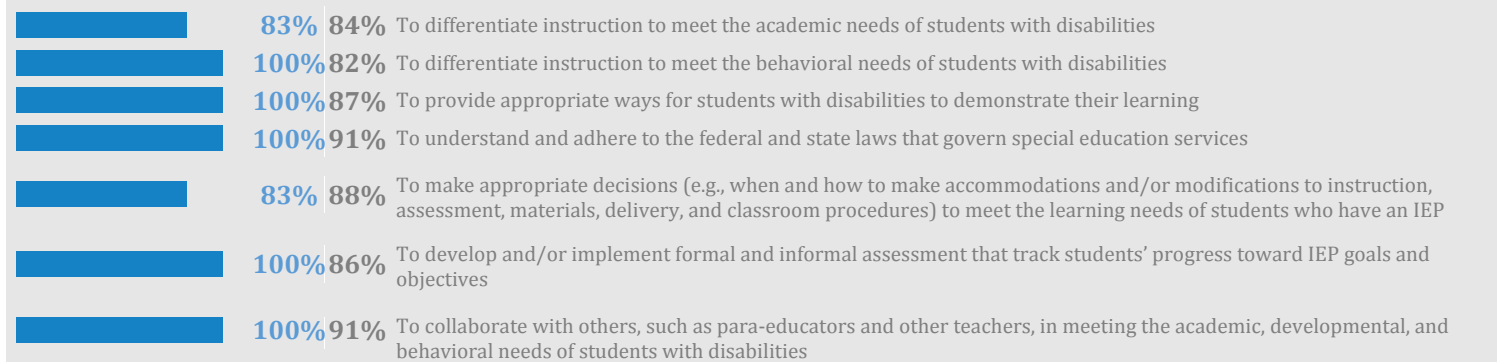 83% 84% To differentiate instruction to meet the academic needs of students with disabilities
100% 82% To differentiate instruction to meet the behavioral needs of students with disabilities
100% 87% To provide appropriate ways for students with disabilities to demonstrate their learning
100% 91% To understand and adhere to the federal and state laws that govern special education services
83% 88% To make appropriate decisions (e.g., when and how to make accommodations and/or modifications to instruction,
assessment, materials, delivery, and classroom procedures) to meet the learning needs of students who have an IEP
100% 86% To develop and/or implement formal and informal assessment that track students’ progress toward IEP goals and
objectives
100% 91% To collaborate with others, such as para-educators and other teachers, in meeting the academic, developmental, and
behavioral needs of students with disabilities